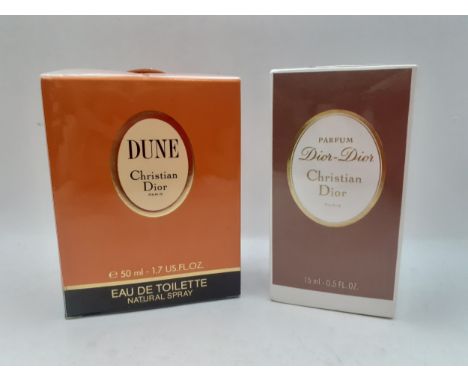 DUNE
Christian
Dior
PARIS
℮ 50 ml - 1.7 US.FL.OZ.
EAU DE TOILETTE
NATURAL SPRAY
PARFUM
Dior-Dior
Christian
Dior
PARIS
15 ml - 0.5 FL. OZ.